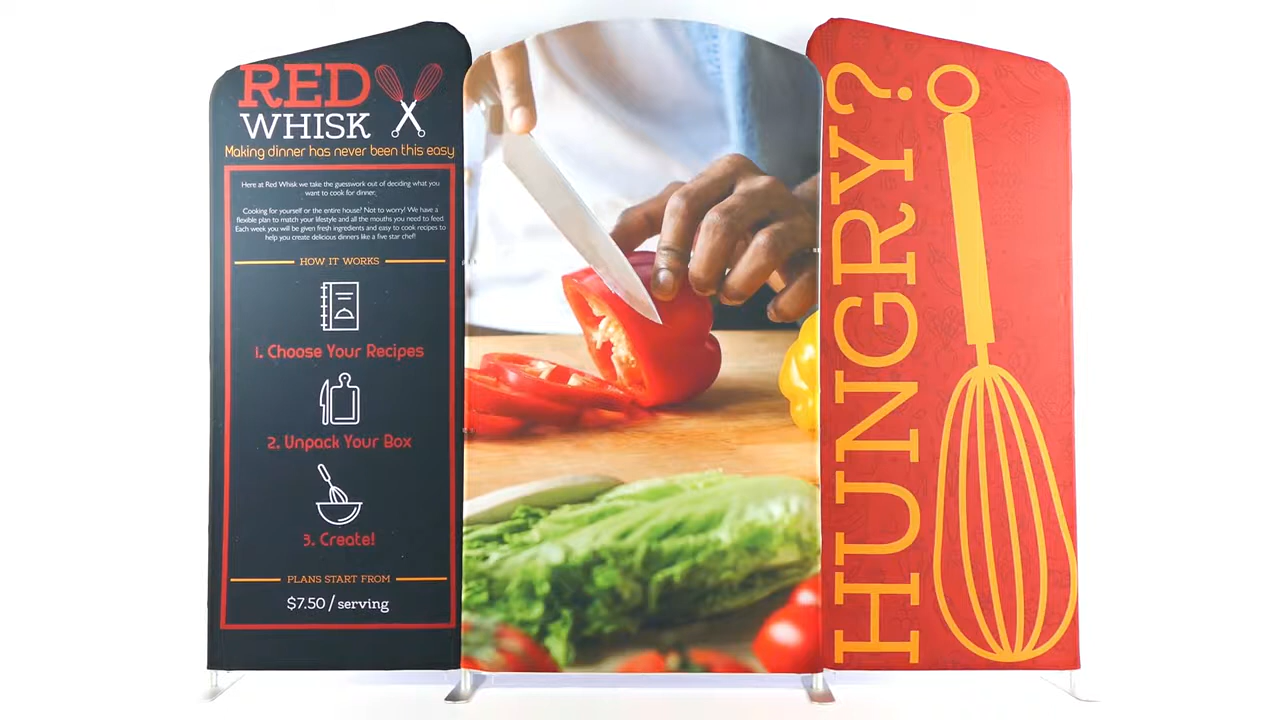 RED
WHISK
Making dinner has never been this easy
Here at Red Whisk we take the guesswork out of deciding what you
want to cook for dinner.
Cooking for yourself or the entire house? Not to worry! We have a
flexible plan to match your lifestyle and all the mouths you need to feed.
Each week you will be given fresh ingredients and easy to cook recipes to
help you create delicious dinners like a five star chef!
HOW IT WORKS
1. Choose Your Recipes
2. Unpack Your Box
3. Create!
PLANS START FROM
$7.50 / serving
HUNGRY?